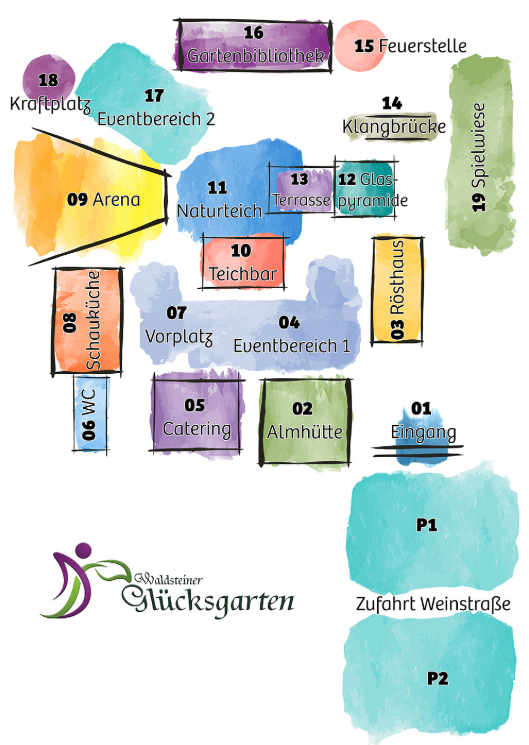 16
Gartenbibliothek
15 Feuerstelle
18
Kraftplatz
17
Eventbereich 2
14
Klangbrücke
19 Spielwiese
09 Arena
11
Naturteich
13
Terrasse
12 Glas-
pyramide
10
Teichbar
08 Schauküche
07
Vorplatz
04
Eventbereich 1
03 Rösthaus
06 WC
05
Catering
02
Almhütte
01
Eingang
P1
Zufahrt Weinstraße
P2
Waldsteiner
Glücksgarten